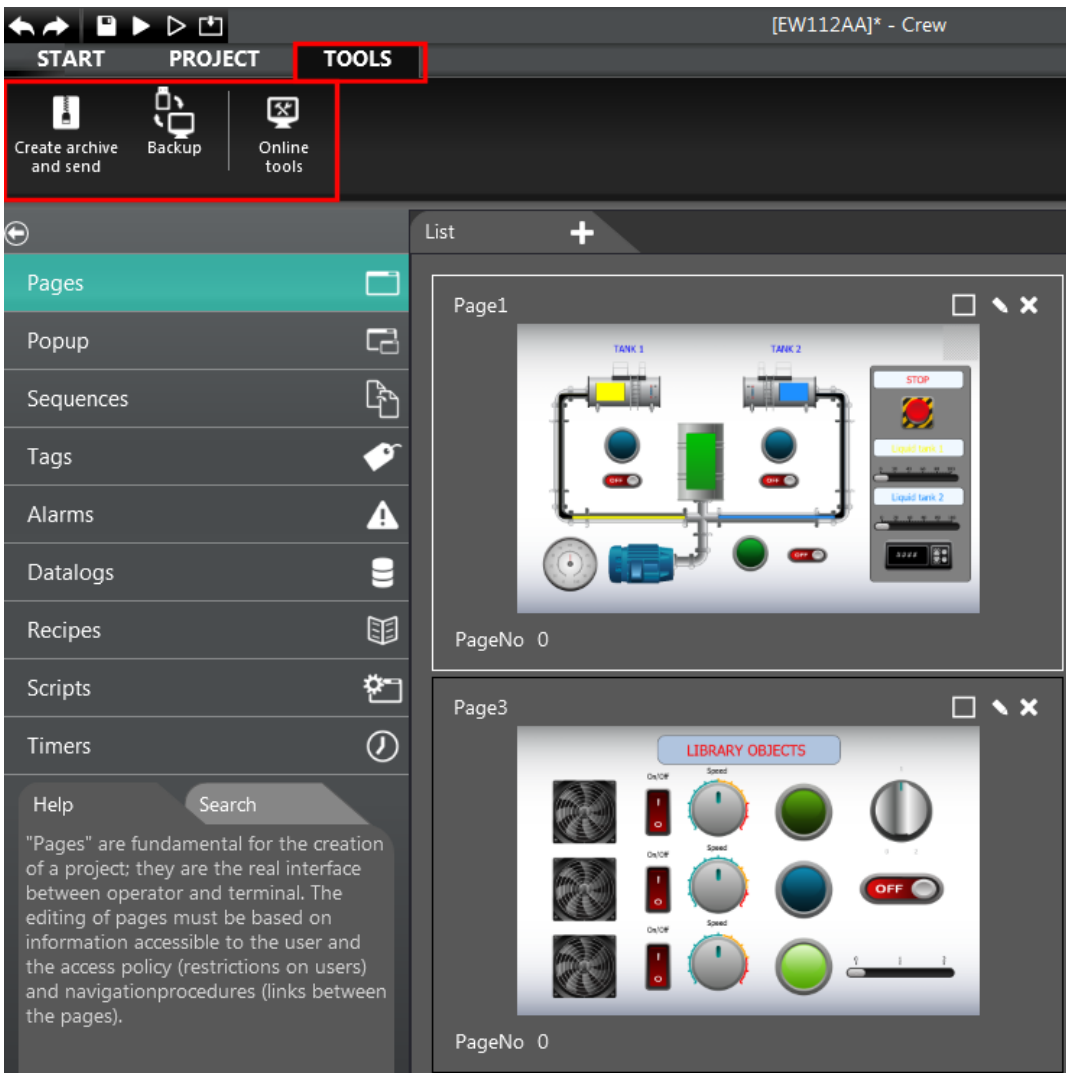 [EW112AA]* - Crew
START PROJECT TOOLS
Create archive and send
Backup
Online tools
List
Pages
Popup
Sequences
Tags
Alarms
Datalogs
Recipes
Scripts
Timers
Help Search
"Pages" are fundamental for the creation
of a project; they are the real interface
between operator and terminal. The
editing of pages must be based on
information accessible to the user and
the access policy (restrictions on users)
and navigationprocedures (links between
the pages).
Page1
TANK 1 TANK 2
STOP
Liquid tank 1
Liquid tank 2
OFF OFF
OFF
PageNo 0
Page3
LIBRARY OBJECTS
On/Off Speed
On/Off Speed
OFF
On/Off Speed
0 1 2
PageNo 0